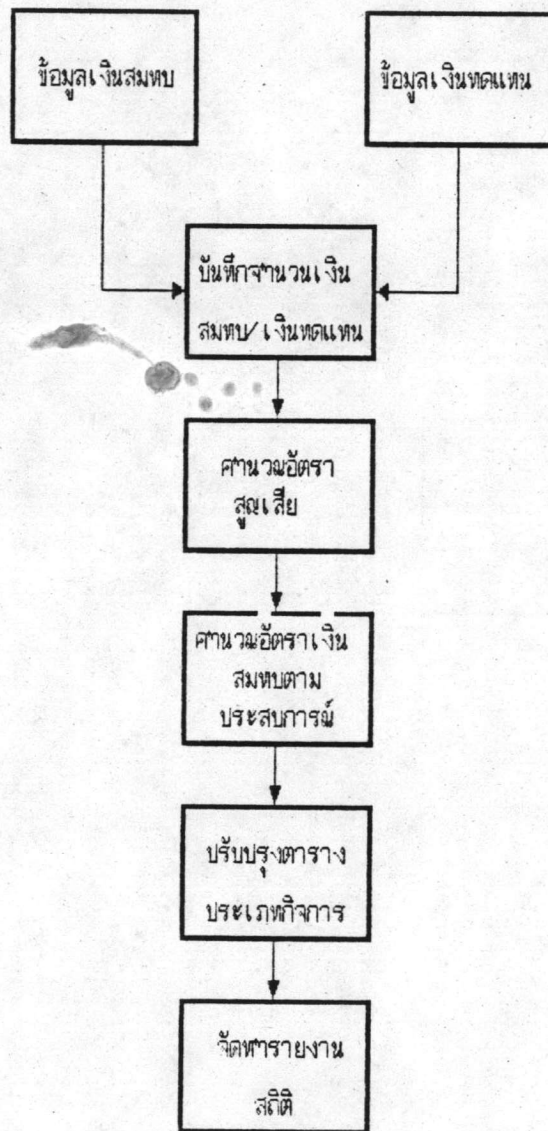 ข้อมูลเงินสมทบ
ข้อมูลเงินทดแทน
บันทึกจำนวนเงิน
สมทบ/เงินทดแทน
คำนวณอัตรา
สูญเสีย
คำนวณอัตราเงิน
สมทบตาม
ประสบการณ์
ปรับปรุงตาราง
ประเภทกิจการ
จัดทำรายงาน
สถิติ